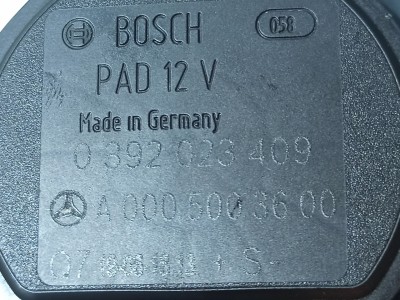 BOSCH 058
PAD 12 V
Made in Germany
0 392 023 409
A 000 500 36 00